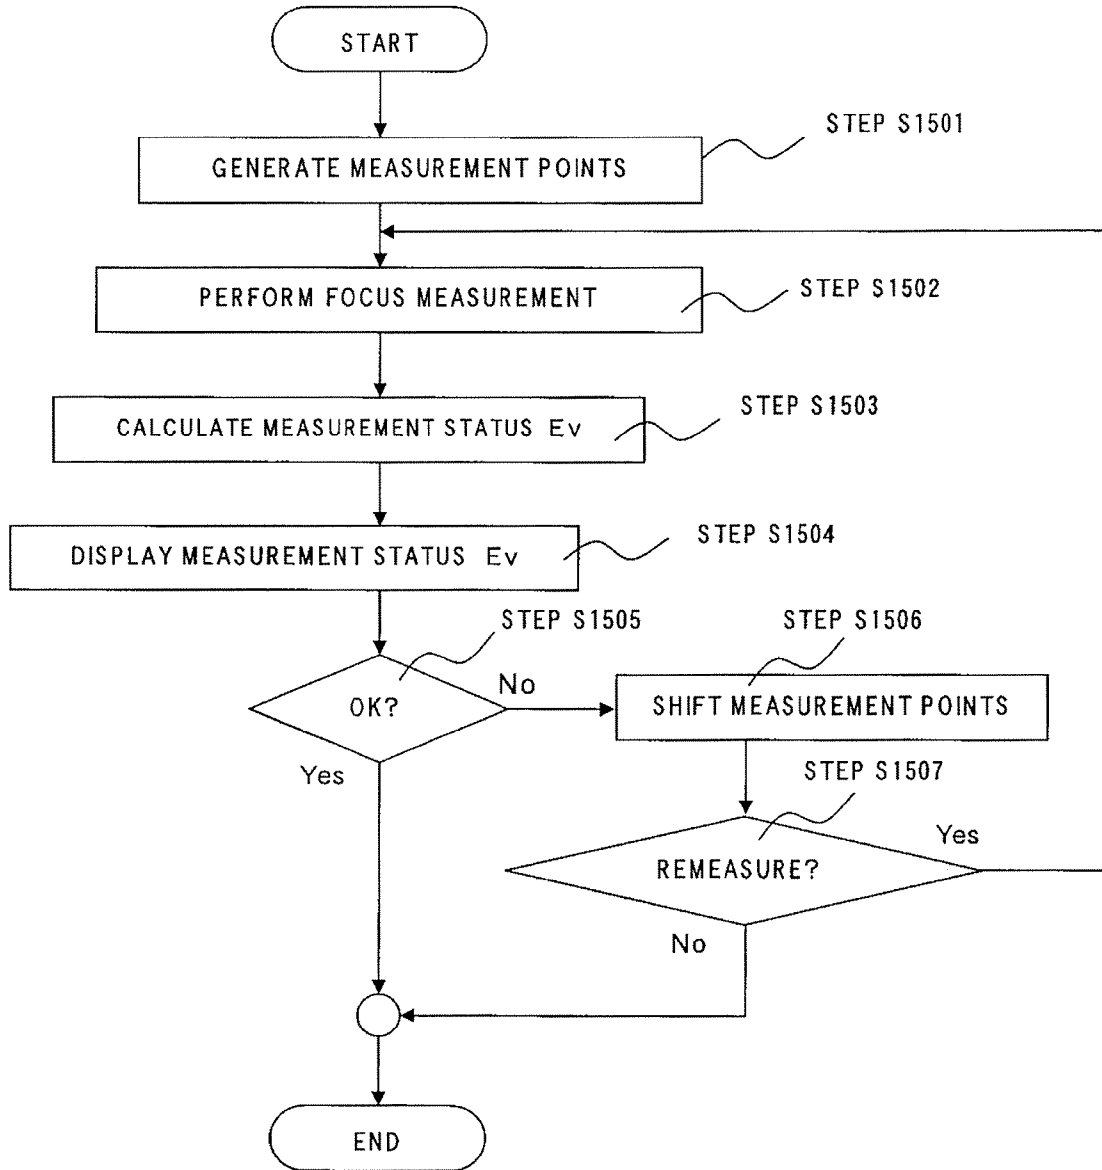 START
STEP S1501
GENERATE MEASUREMENT POINTS
PERFORM FOCUS MEASUREMENT
STEP S1502
STEP S1503
CALCULATE MEASUREMENT STATUS Ev
STEP S1504
DISPLAY MEASUREMENT STATUS Ev
STEP S1505
STEP S1506
No
OK?
SHIFT MEASUREMENT POINTS
Yes
STEP S1507
Yes
REMEASURE?
No
END